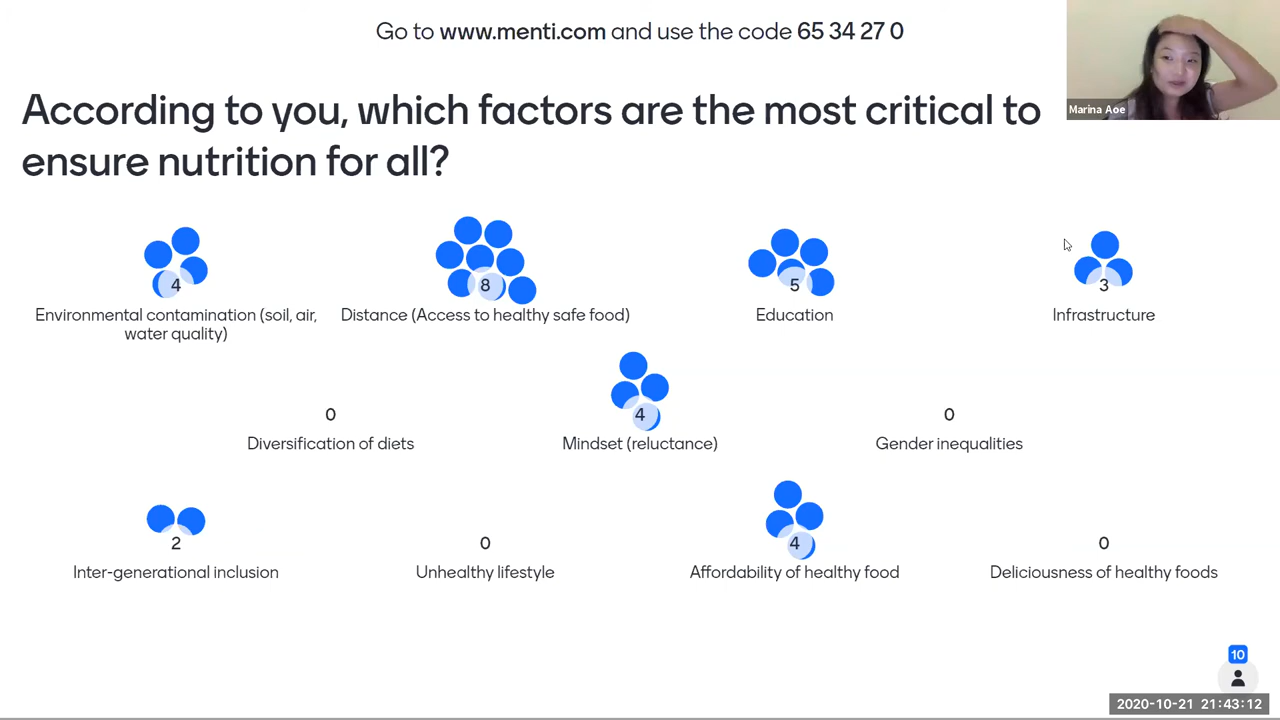 Go to www.menti.com and use the code 65 34 27 0
Marina Aoe
According to you, which factors are the most critical to
ensure nutrition for all?
4
Environmental contamination (soil, air,
water quality)
8
Distance (Access to healthy safe food)
5
Education
3
Infrastructure
0
Diversification of diets
4
Mindset (reluctance)
0
Gender inequalities
2
Inter-generational inclusion
0
Unhealthy lifestyle
4
Affordability of healthy food
0
Deliciousness of healthy foods
10
2020-10-21 21:43:12